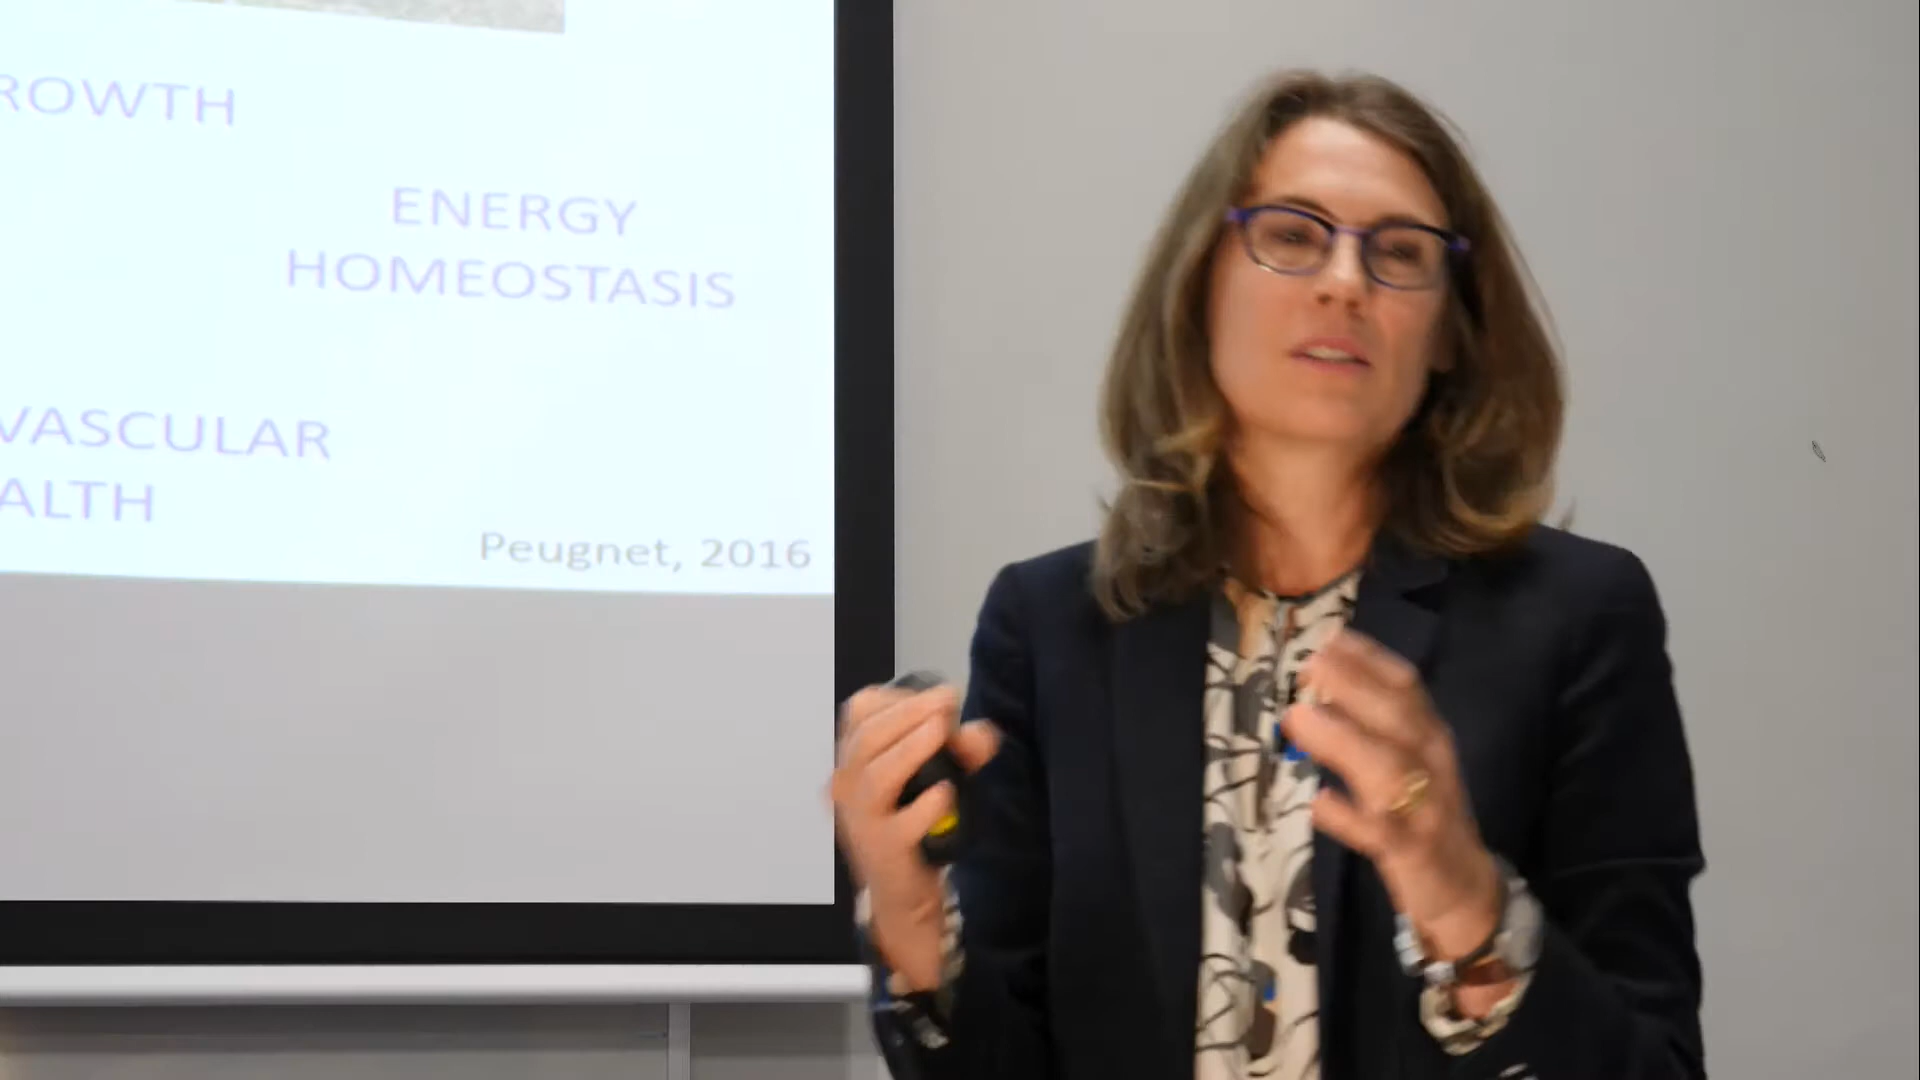 ROWTH
ENERGY
HOMEOSTASIS
VASCULAR
ALTH
Peugnet, 2016